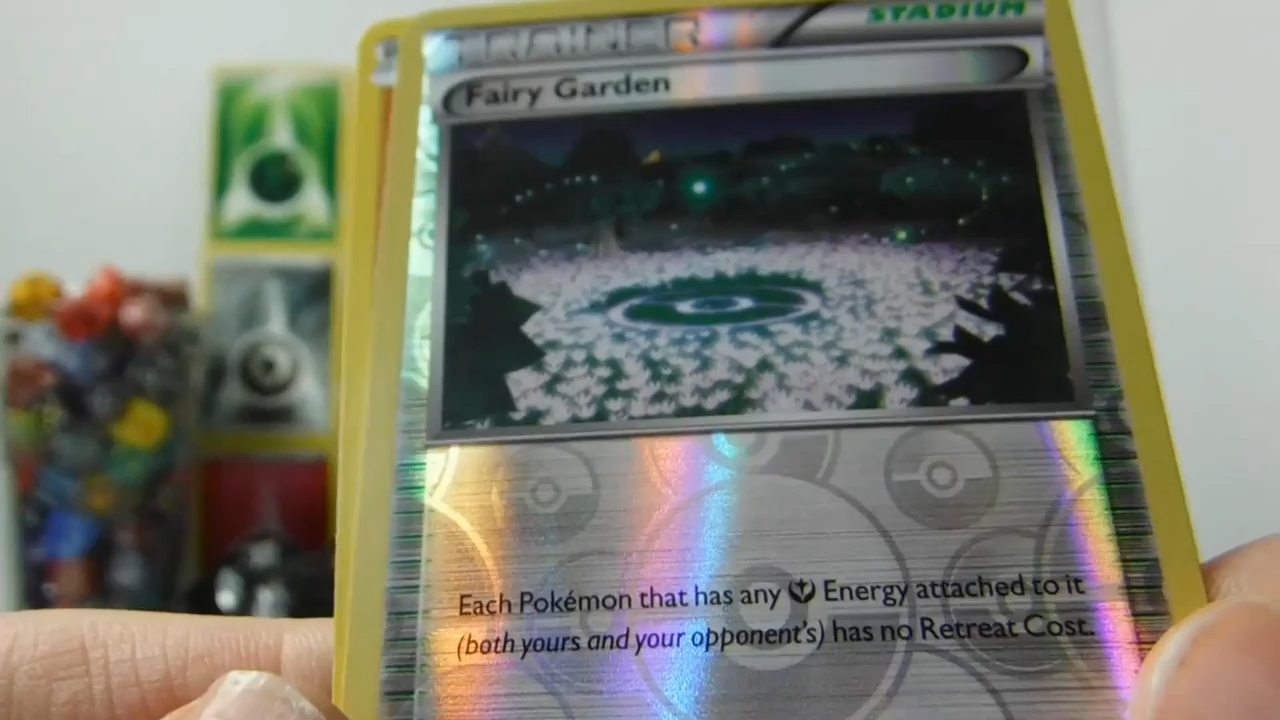 TRAINER
STADIUM
Fairy Garden
Each Pokémon that has any Energy attached to it
(both yours and your opponent's) has no Retreat Cost.